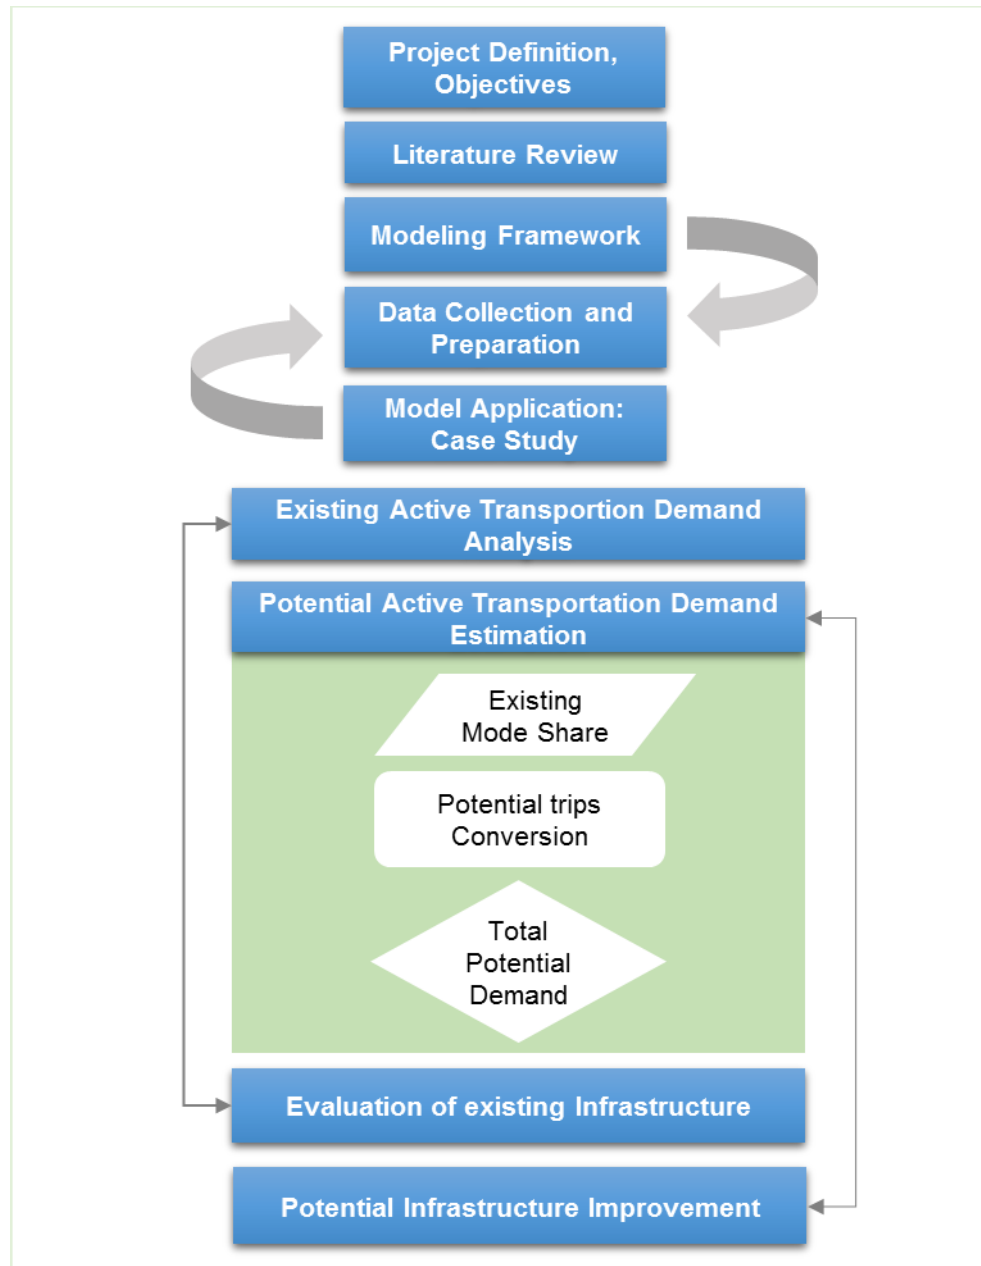 Project Definition,
Objectives
Literature Review
Modeling Framework
Data Collection and
Preparation
Model Application:
Case Study
Existing Active Transportion Demand
Analysis
Potential Active Transportation Demand
Estimation
Existing
Mode Share
Potential trips
Conversion
Total
Potential
Demand
Evaluation of existing Infrastructure
Potential Infrastructure Improvement